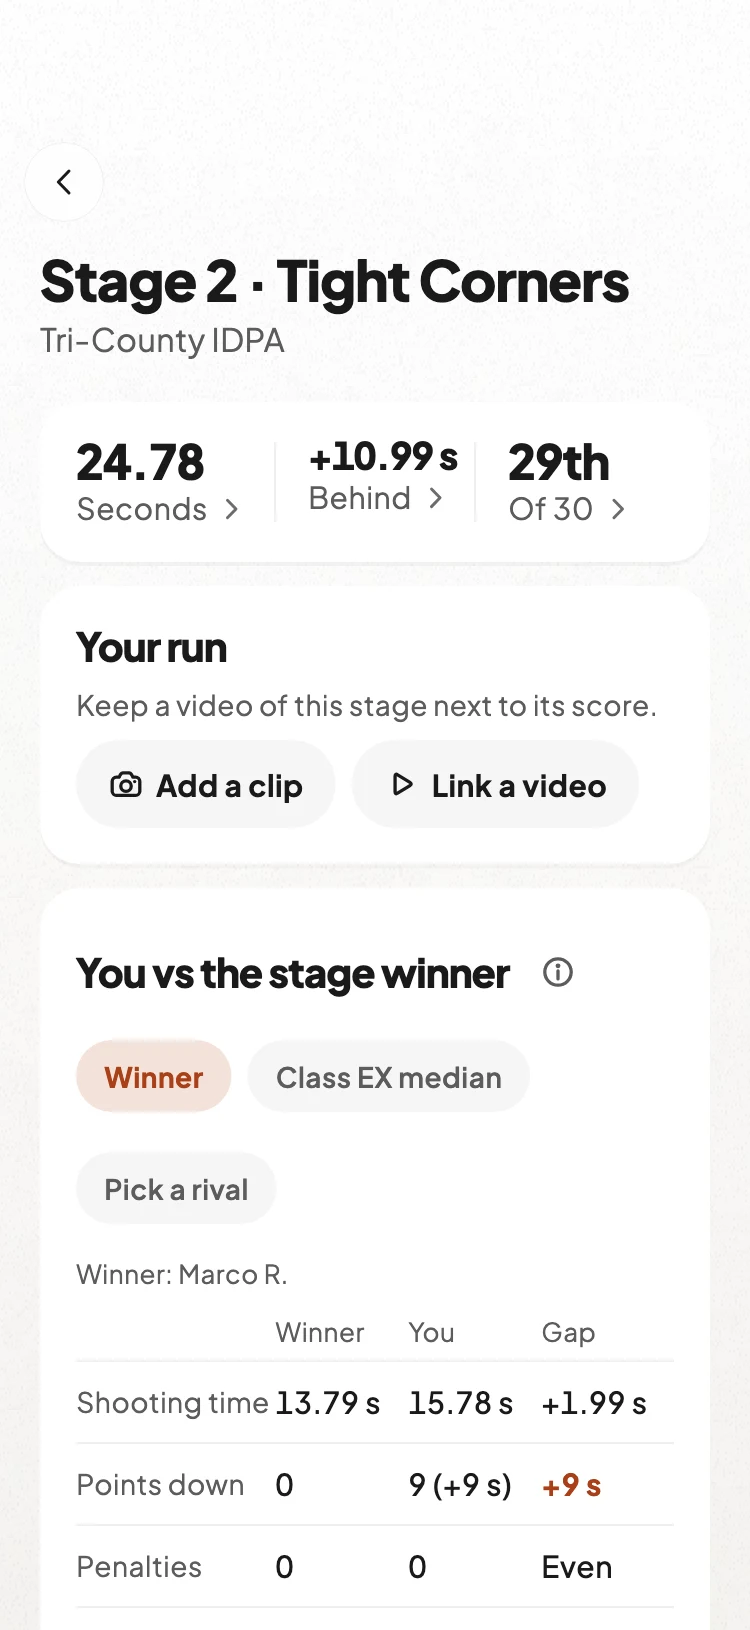 Stage 2 · Tight Corners
Tri-County IDPA
24.78 +10.99 s 29th
Seconds Behind Of 30
Your run
Keep a video of this stage next to its score.
Add a clip Link a video
You vs the stage winner
Winner Class EX median
Pick a rival
Winner: Marco R.
Winner You Gap
Shooting time 13.79 s 15.78 s +1.99 s
Points down 0 9 (+9 s) +9 s
Penalties 0 0 Even